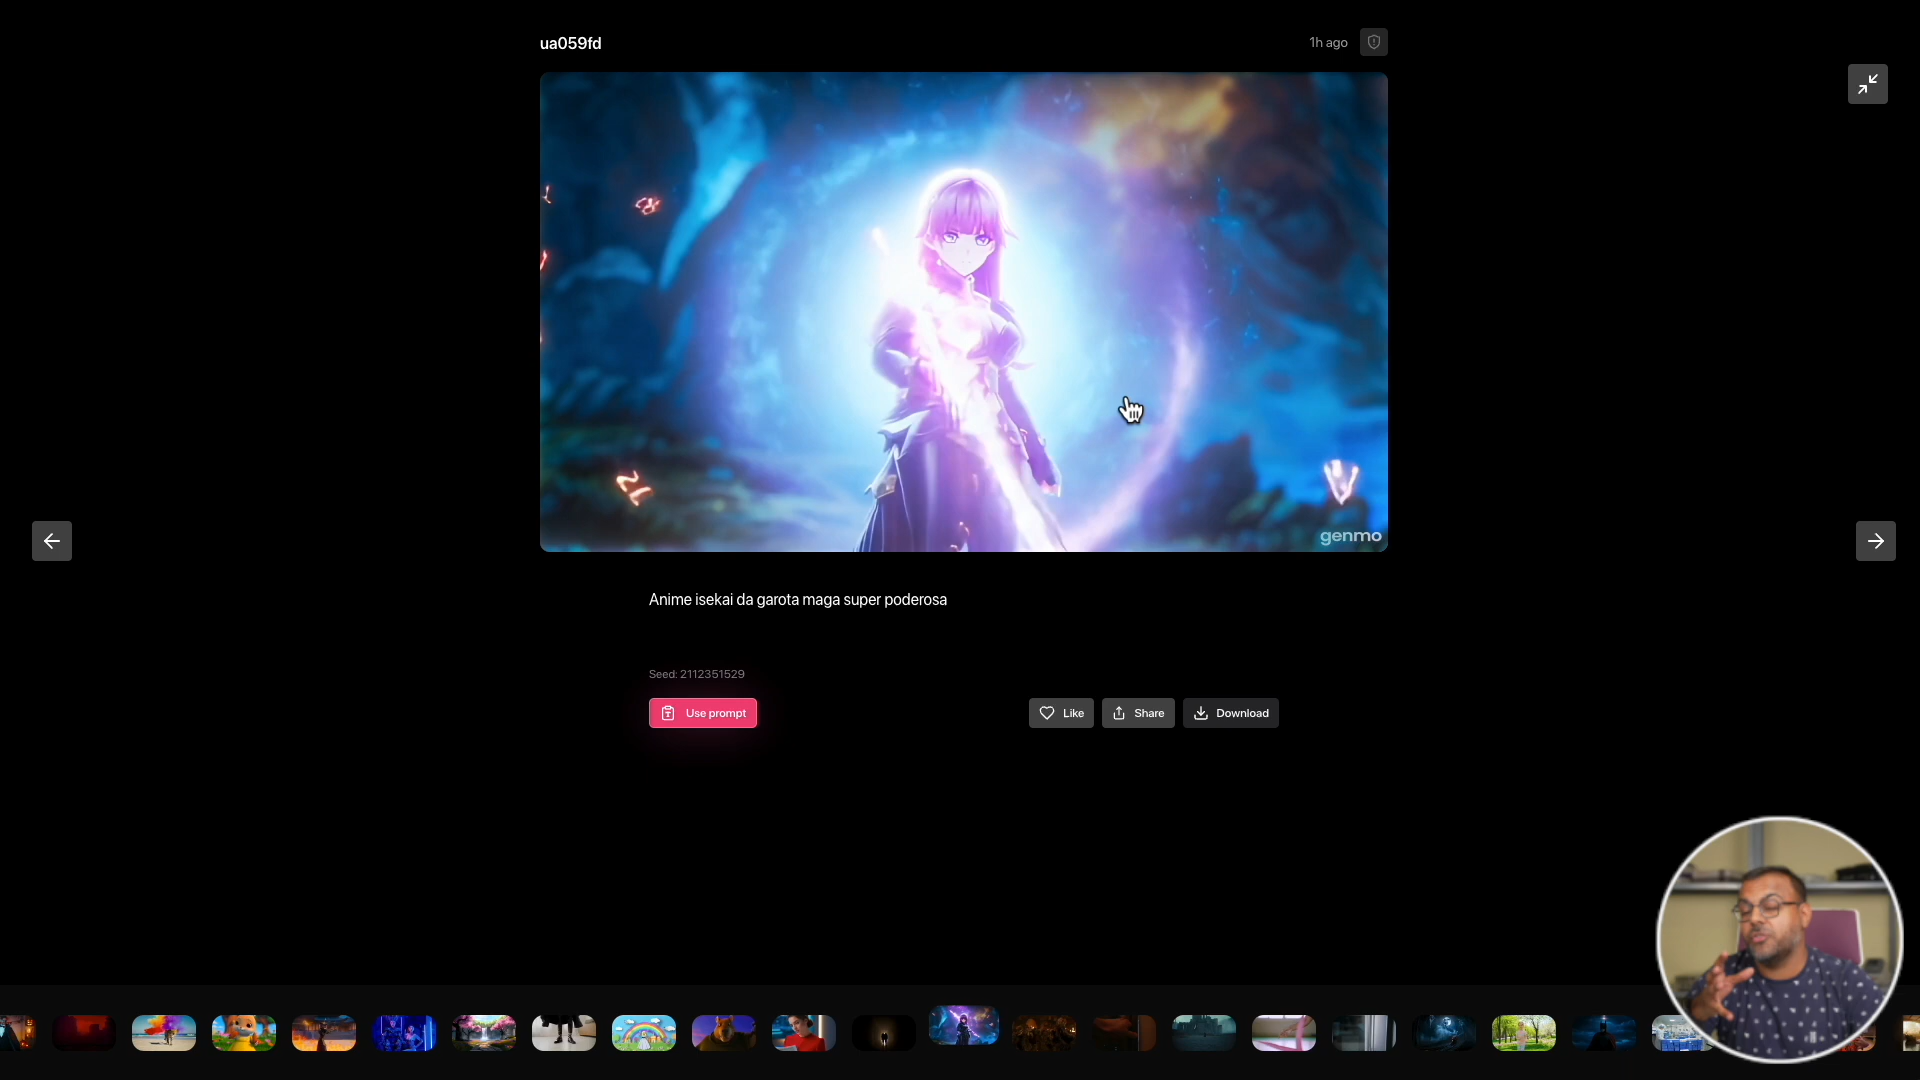 ua059fd
1h ago
genmo
Anime isekai da garota maga super poderosa
Seed: 2112351529
Use prompt
Like
Share
Download